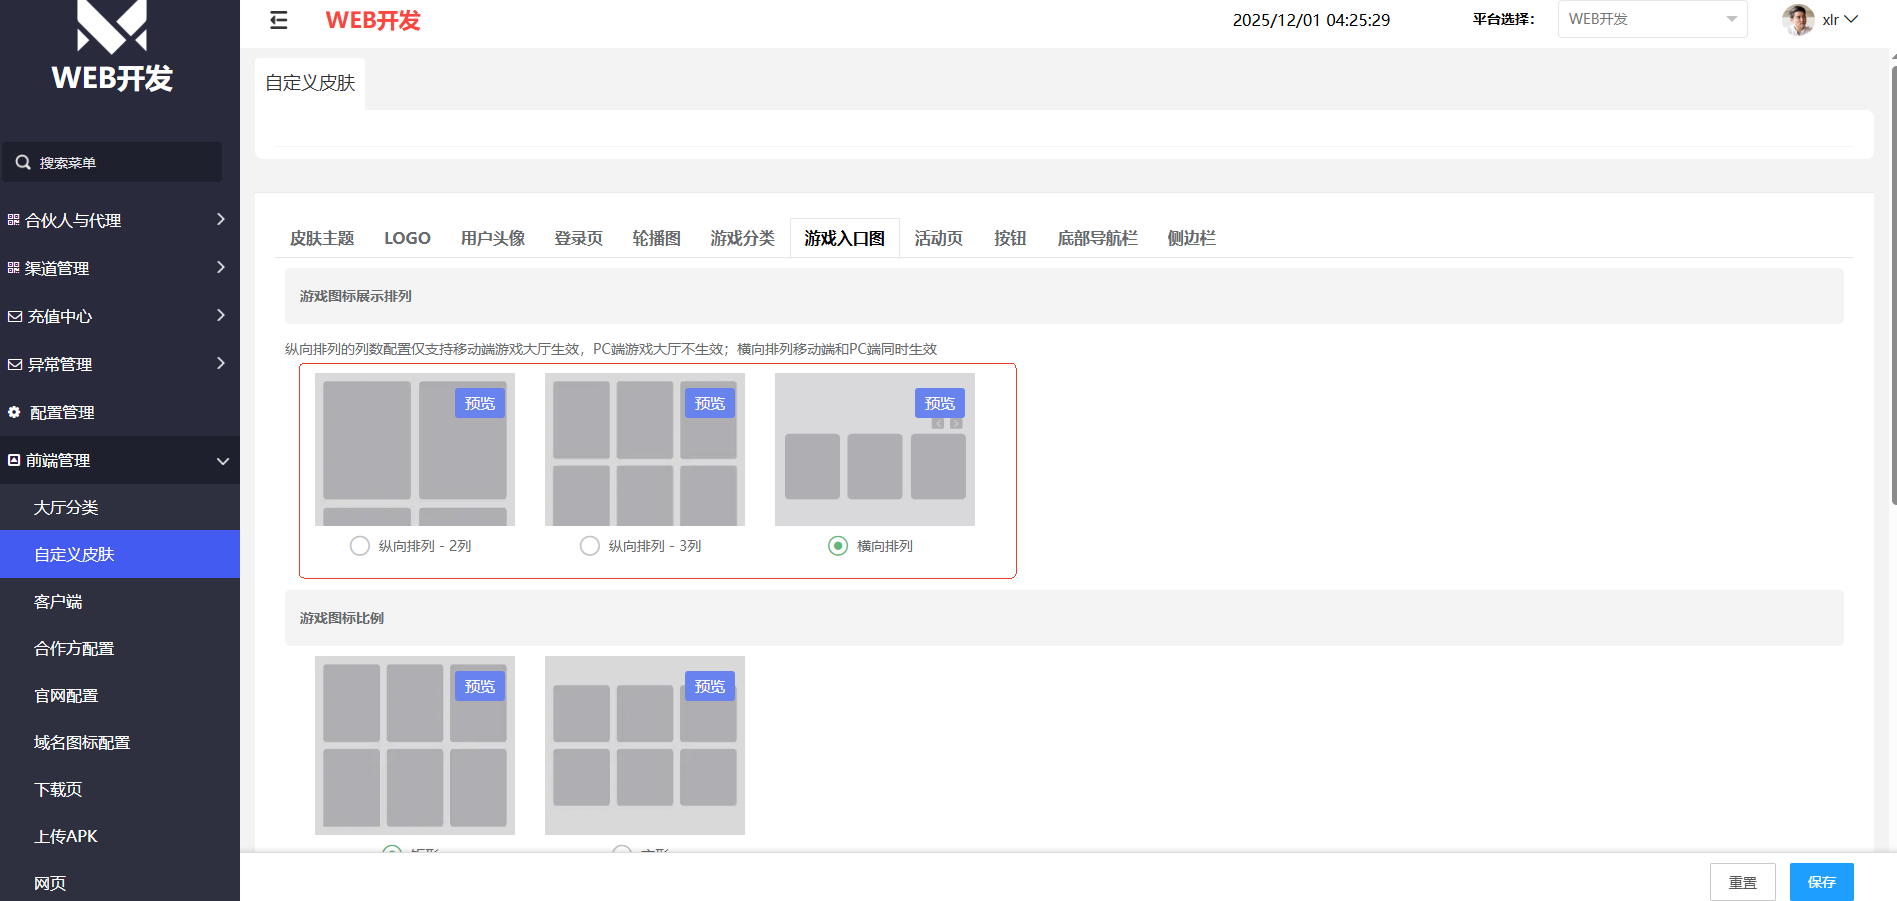 WEB开发
搜索菜单
合伙人与代理
渠道管理
充值中心
异常管理
配置管理
前端管理
大厅分类
自定义皮肤
客户端
合作方配置
官网配置
域名图标配置
下载页
上传APK
网页
WEB开发
2025/12/01 04:25:29
平台选择：
WEB开发
xlr
自定义皮肤
皮肤主题 LOGO 用户头像 登录页 轮播图 游戏分类 游戏入口图 活动页 按钮 底部导航栏 侧边栏
游戏图标展示排列
纵向排列的列数配置仅支持移动端游戏大厅生效，PC端游戏大厅不生效；横向排列移动端和PC端同时生效
预览 预览 预览
纵向排列 - 2列 纵向排列 - 3列 横向排列
游戏图标比例
预览 预览
重置 保存